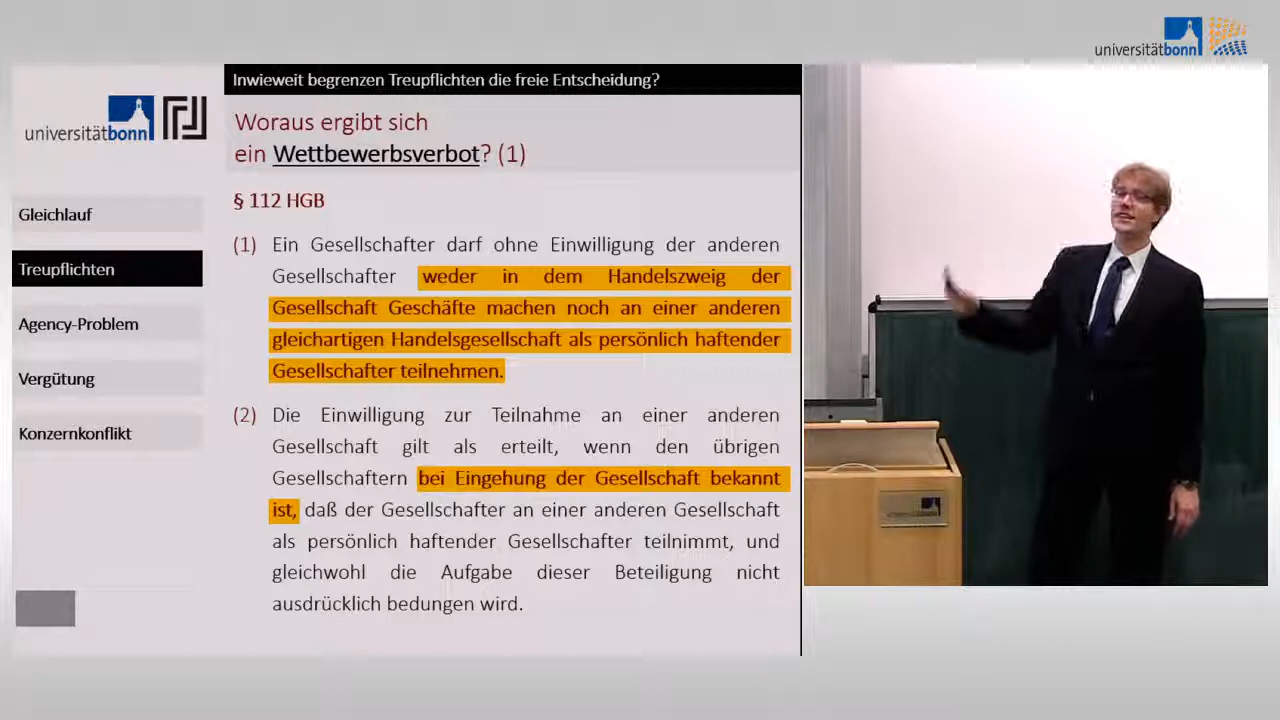 universitätbonn
Inwieweit begrenzen Treupflichten die freie Entscheidung?
universitätbonn
Woraus ergibt sich
ein Wettbewerbsverbot? (1)
Gleichlauf
Treupflichten
Agency-Problem
Vergütung
Konzernkonflikt
§ 112 HGB
(1) Ein Gesellschafter darf ohne Einwilligung der anderen
Gesellschafter weder in dem Handelszweig der
Gesellschaft Geschäfte machen noch an einer anderen
gleichartigen Handelsgesellschaft als persönlich haftender
Gesellschafter teilnehmen.
(2) Die Einwilligung zur Teilnahme an einer anderen
Gesellschaft gilt als erteilt, wenn den übrigen
Gesellschaftern bei Eingehung der Gesellschaft bekannt
ist, daß der Gesellschafter an einer anderen Gesellschaft
als persönlich haftender Gesellschafter teilnimmt, und
gleichwohl die Aufgabe dieser Beteiligung nicht
ausdrücklich bedungen wird.